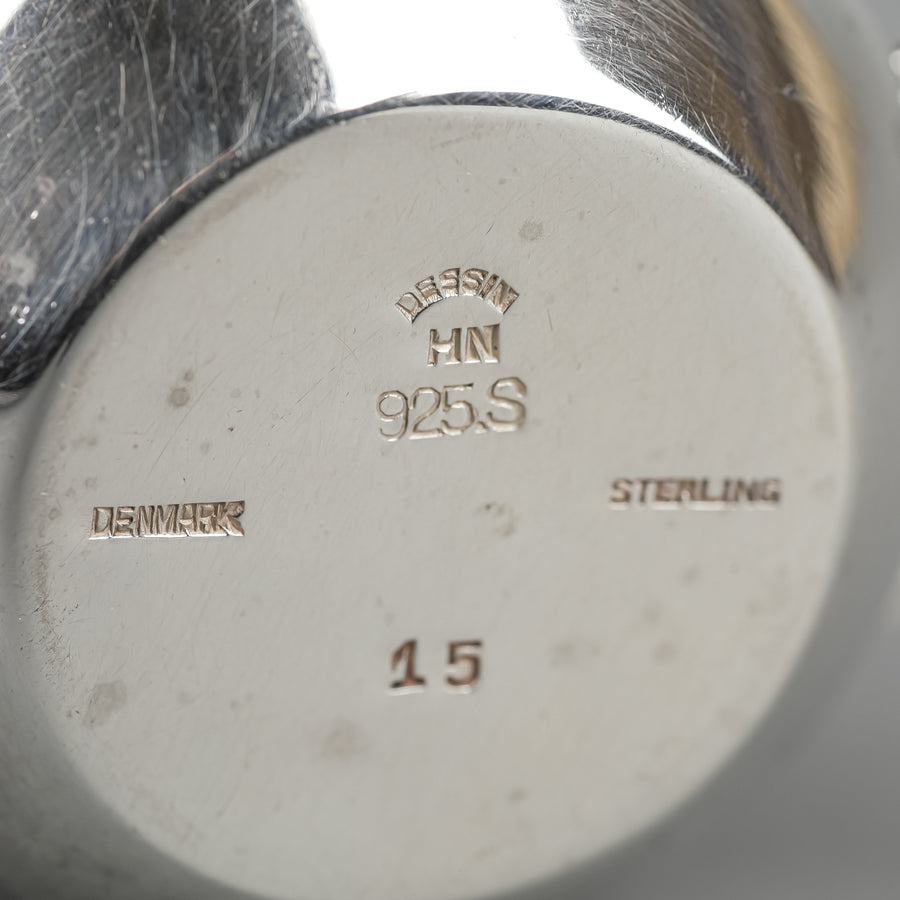 DESSIN
HN
925.S
DENMARK
STERLING
15